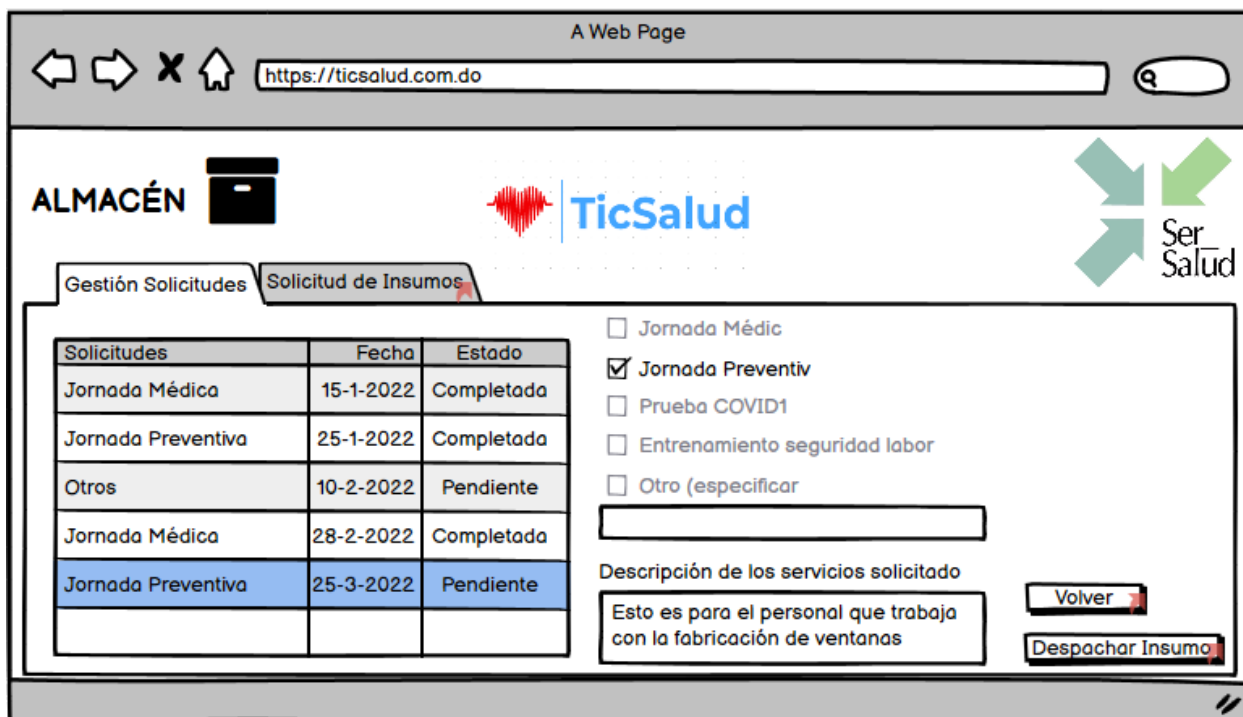 A Web Page
https://ticsalud.com.do
ALMACÉN
TicSalud
Ser_
Salud
Gestión Solicitudes
Solicitud de Insumos
Solicitudes Fecha Estado
Jornada Médica 15-1-2022 Completada
Jornada Preventiva 25-1-2022 Completada
Otros 10-2-2022 Pendiente
Jornada Médica 28-2-2022 Completada
Jornada Preventiva 25-3-2022 Pendiente
Jornada Médic
Jornada Preventiv
Prueba COVID1
Entrenamiento seguridad labor
Otro (especificar
Descripción de los servicios solicitado
Esto es para el personal que trabaja
con la fabricación de ventanas
Volver
Despachar Insumo